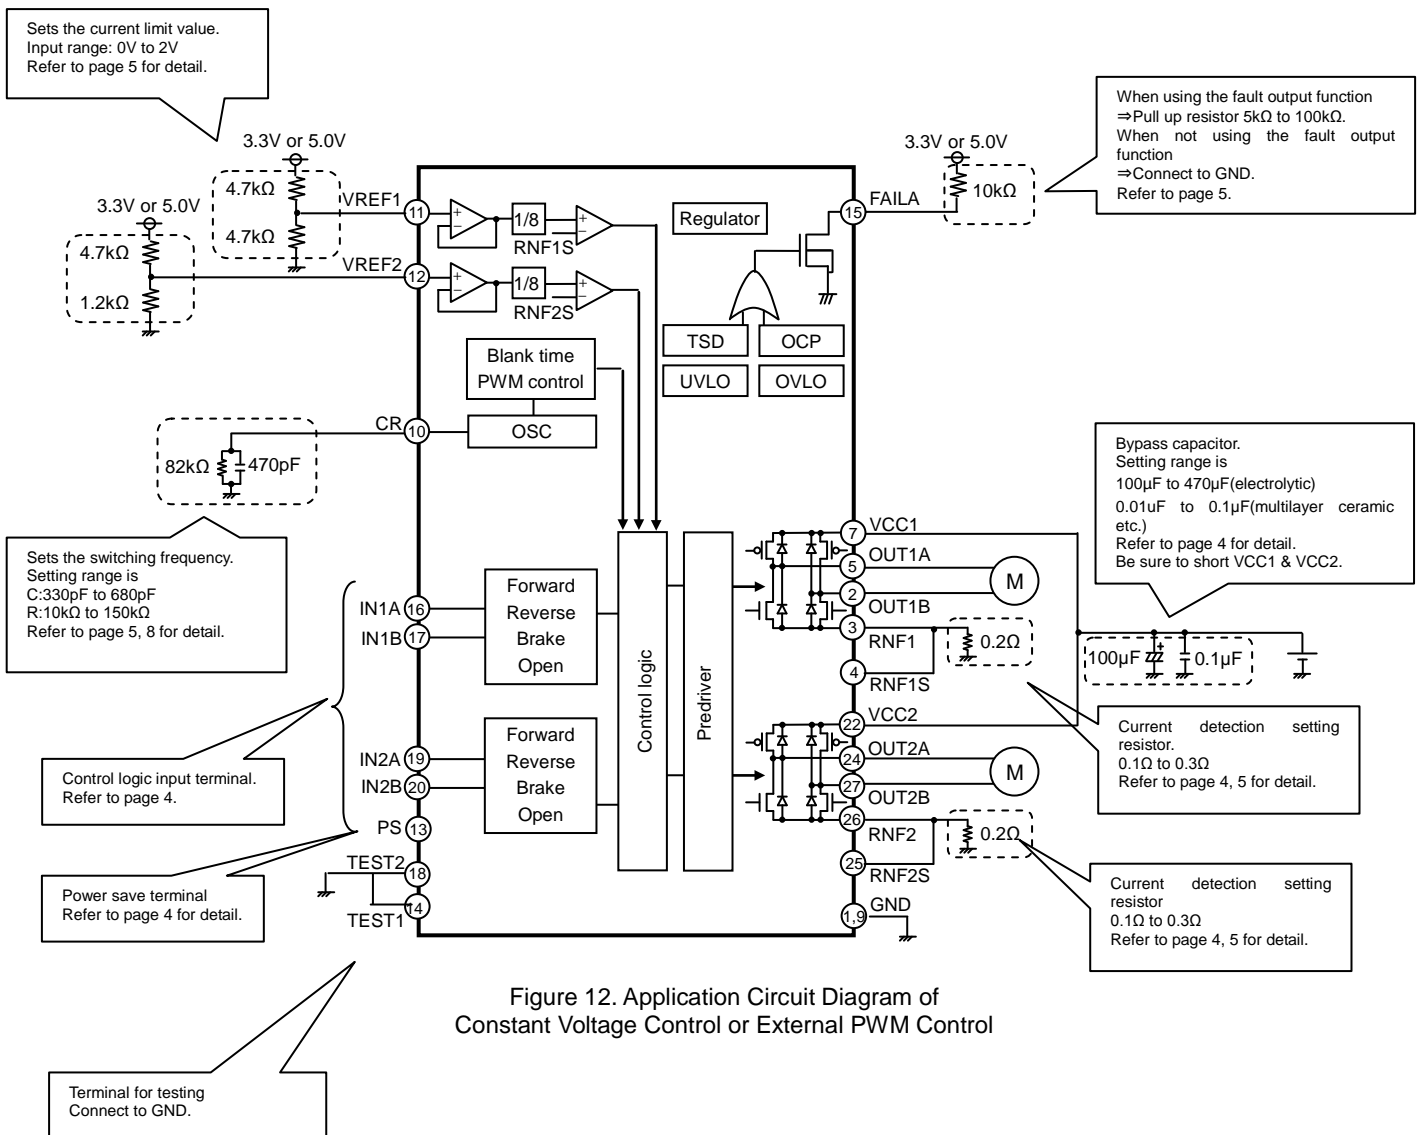 Sets the current limit value.
Input range: 0V to 2V
Refer to page 5 for detail.
3.3V or 5.0V
4.7kΩ
4.7kΩ
VREF1
11
3.3V or 5.0V
4.7kΩ
1.2kΩ
VREF2
12
+
−
1/8
+
−
RNF1S
+
−
1/8
+
−
RNF2S
Regulator
3.3V or 5.0V
10kΩ
15
FAILA
When using the fault output function
⇒Pull up resistor 5kΩ to 100kΩ.
When not using the fault output
function
⇒Connect to GND.
Refer to page 5.
TSD
OCP
UVLO
OVLO
Blank time
PWM control
OSC
CR
10
82kΩ
470pF
Sets the switching frequency.
Setting range is
C:330pF to 680pF
R:10kΩ to 150kΩ
Refer to page 5, 8 for detail.
Bypass capacitor.
Setting range is
100µF to 470µF(electrolytic)
0.01uF to 0.1µF(multilayer ceramic
etc.)
Refer to page 4 for detail.
Be sure to short VCC1 & VCC2.
IN1A
16
IN1B
17
Forward
Reverse
Brake
Open
IN2A
19
IN2B
20
Forward
Reverse
Brake
Open
Control logic
Predriver
7
VCC1
5
OUT1A
2
OUT1B
M
3
RNF1
0.2Ω
4
RNF1S
100µF
+
0.1µF
22
VCC2
24
OUT2A
27
OUT2B
M
26
RNF2
0.2Ω
25
RNF2S
1,9
GND
PS
13
TEST2
18
14
TEST1
Control logic input terminal.
Refer to page 4.
Power save terminal
Refer to page 4 for detail.
Current detection setting
resistor.
0.1Ω to 0.3Ω
Refer to page 4, 5 for detail.
Current detection setting
resistor
0.1Ω to 0.3Ω
Refer to page 4, 5 for detail.
Figure 12. Application Circuit Diagram of
Constant Voltage Control or External PWM Control
Terminal for testing
Connect to GND.